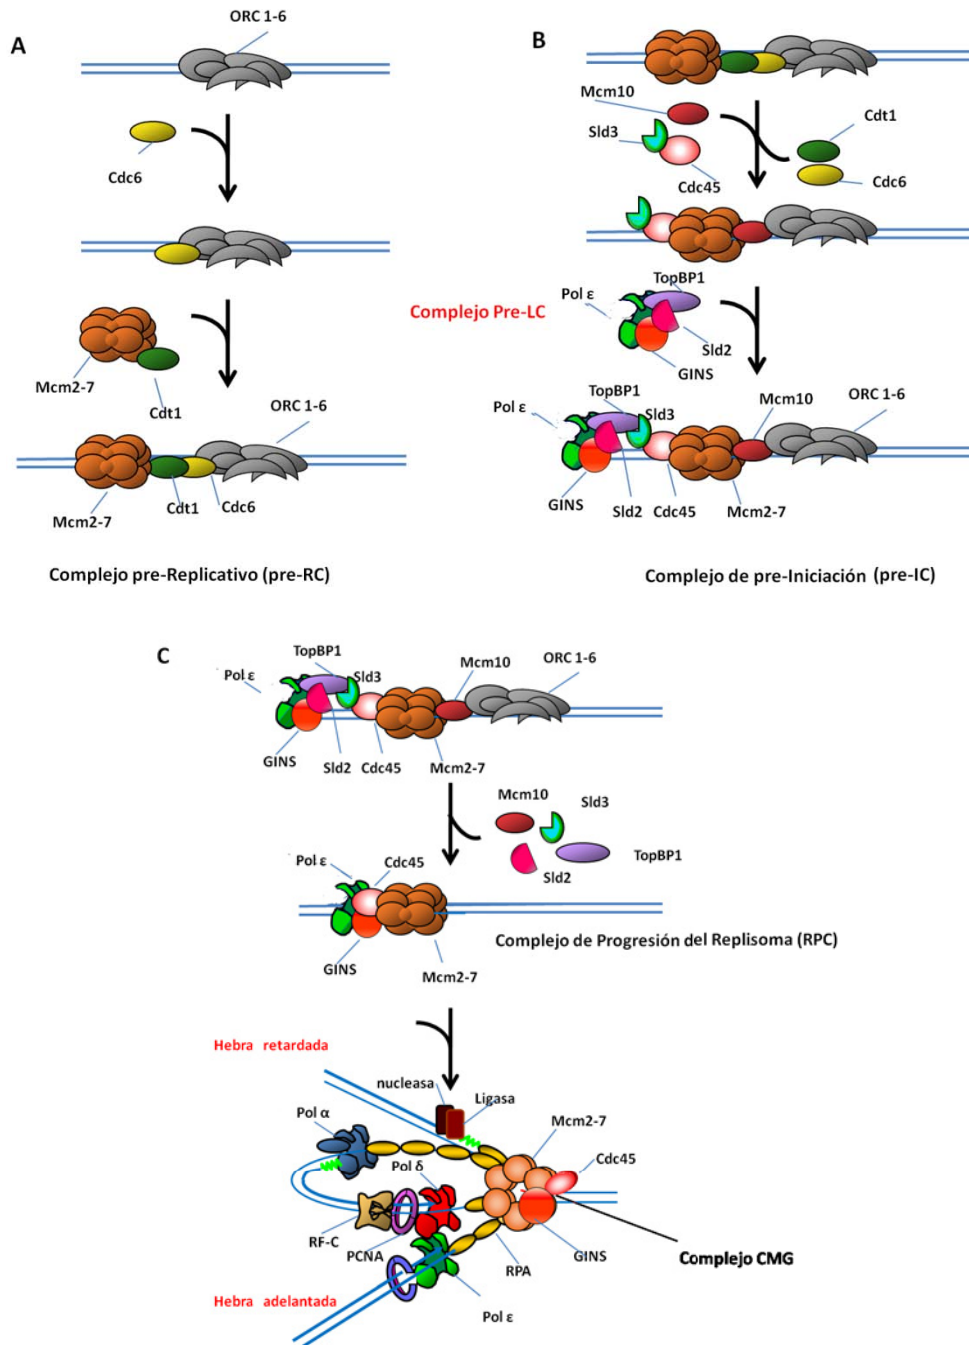 A
ORC 1-6
Cdc6
Mcm2-7
Cdt1
ORC 1-6
Mcm2-7
Cdt1
Cdc6
Complejo pre-Replicativo (pre-RC)
B
Mcm10
Sld3
Cdc45
Cdt1
Cdc6
Complejo Pre-LC
Pol ε
TopBP1
Sld2
GINS
Pol ε
TopBP1
Sld3
Mcm10
ORC 1-6
GINS
Sld2
Cdc45
Mcm2-7
Complejo de pre-Iniciación (pre-IC)
C
TopBP1
Pol ε
Sld3
Mcm10
ORC 1-6
GINS
Sld2
Cdc45
Mcm2-7
Mcm10
Sld3
Sld2
TopBP1
Pol ε
Cdc45
GINS
Mcm2-7
Complejo de Progresión del Replisoma (RPC)
Hebra retardada
nucleasa
Ligasa
Pol α
Mcm2-7
Cdc45
Pol δ
RF-C
PCNA
RPA
GINS
Complejo CMG
Hebra adelantada
Pol ε